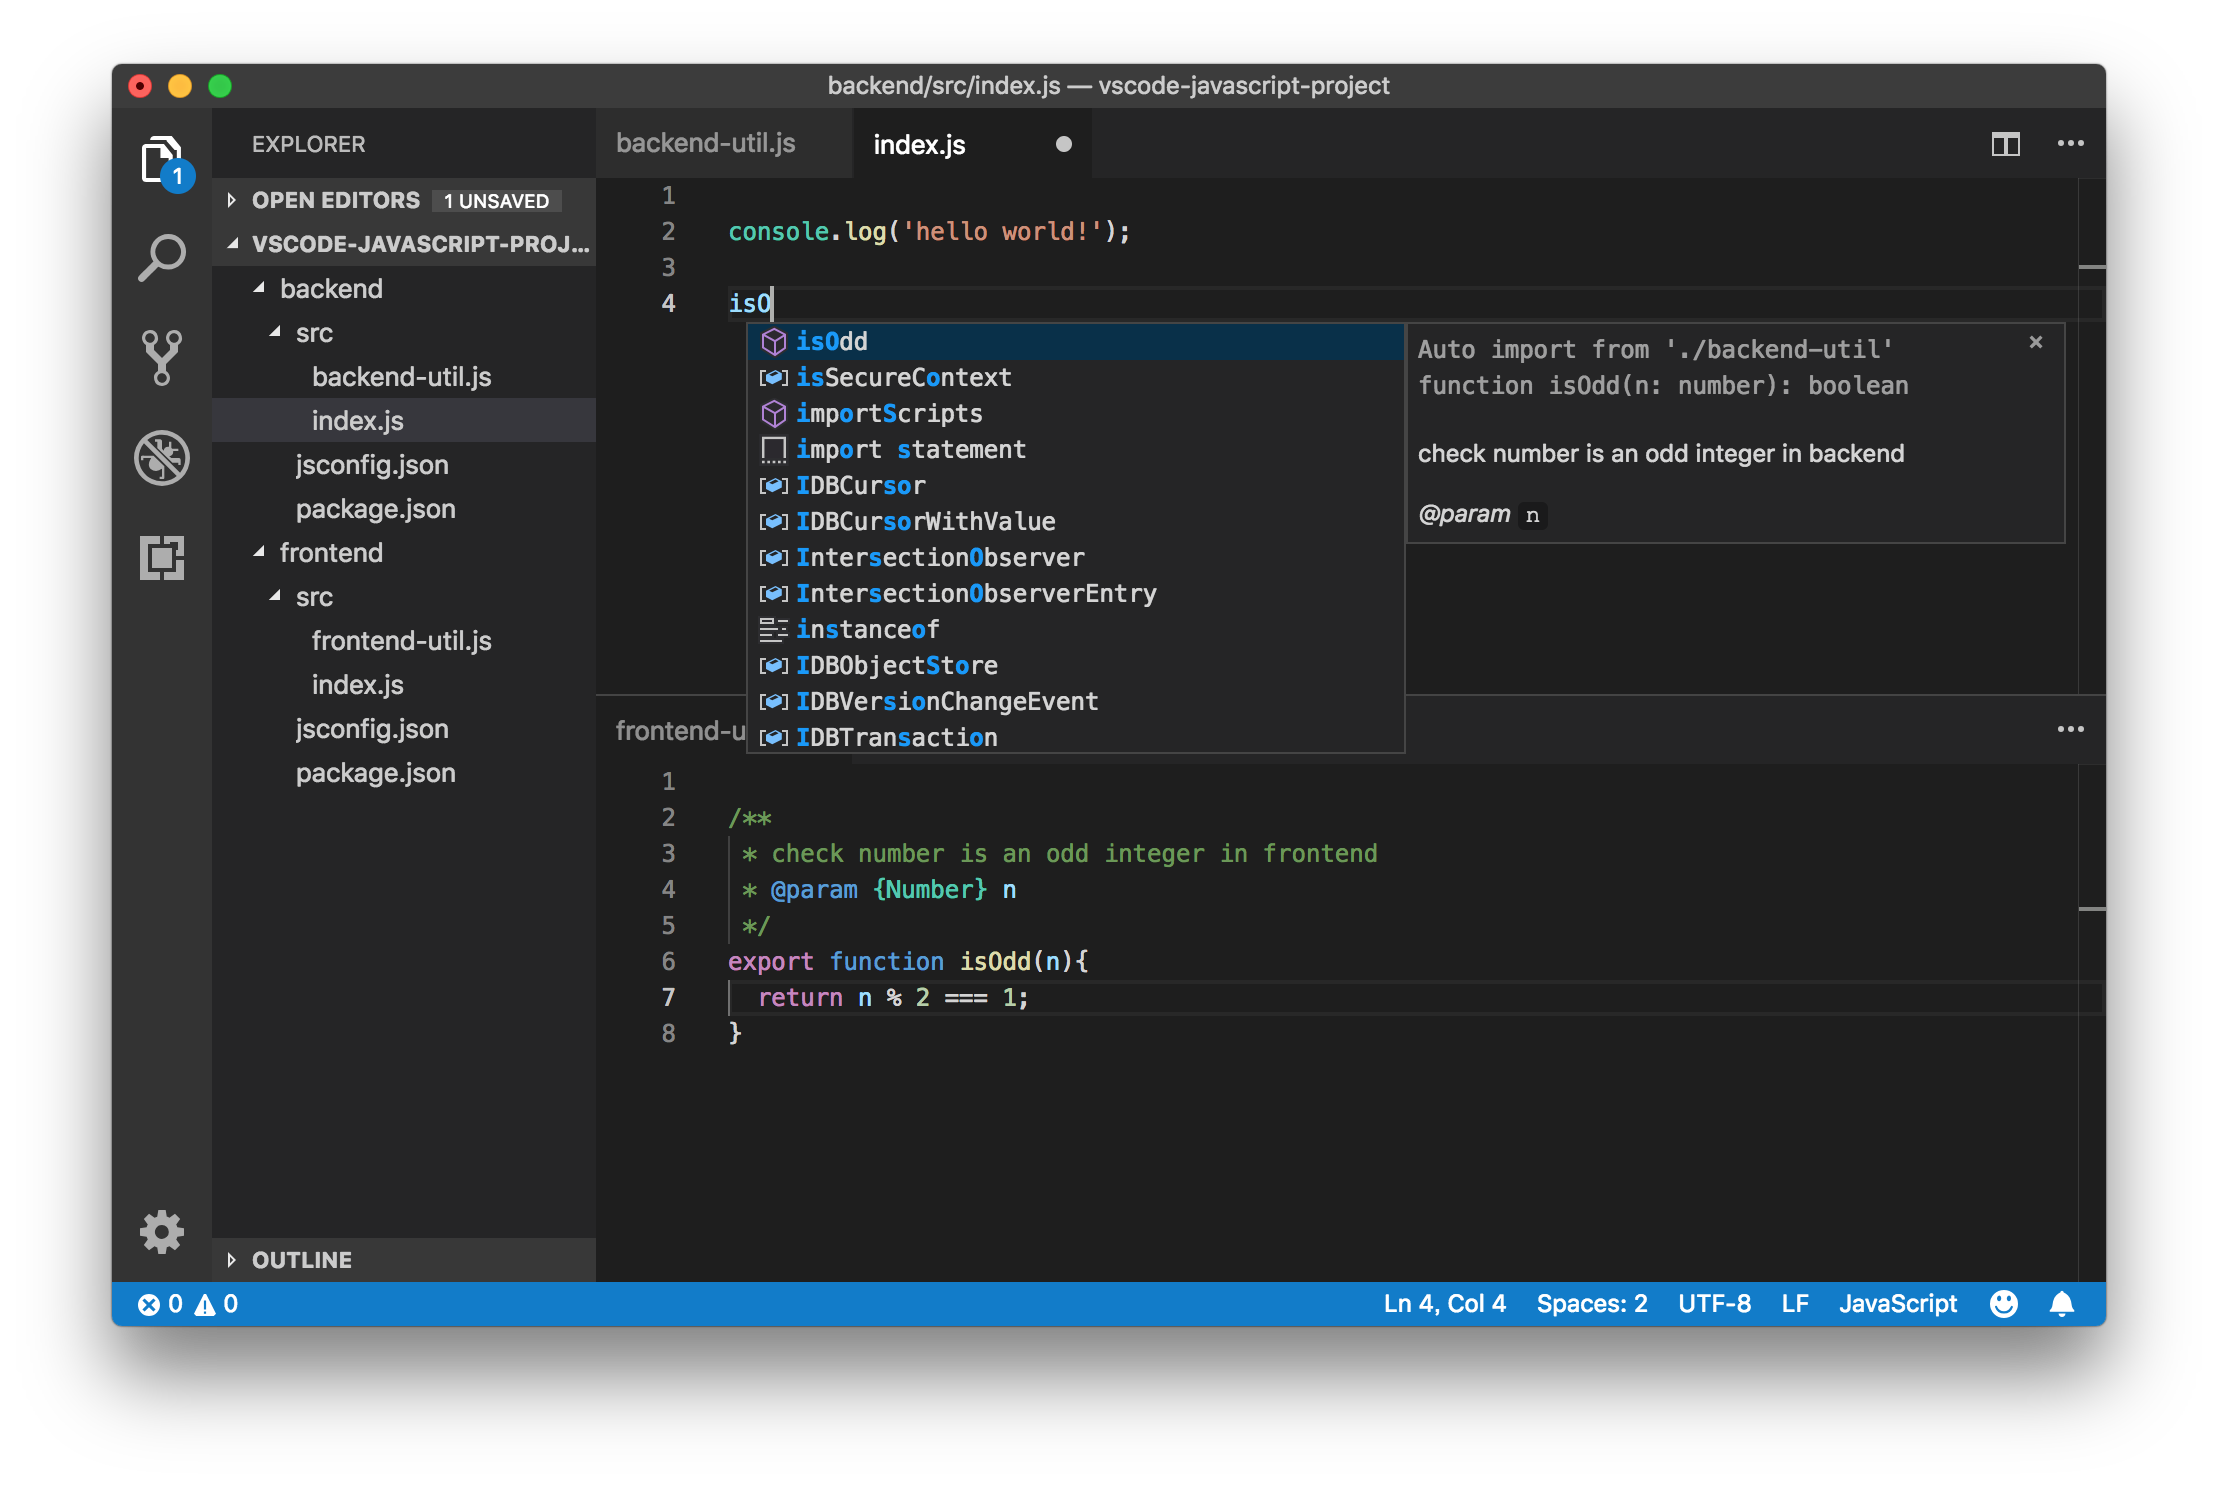 backend/src/index.js — vscode-javascript-project
EXPLORER
1
OPEN EDITORS 1 UNSAVED
VSCODE-JAVASCRIPT-PROJ...
backend
src
backend-util.js
index.js
jsconfig.json
package.json
frontend
src
frontend-util.js
index.js
jsconfig.json
package.json
OUTLINE
backend-util.js index.js
1
2 console.log('hello world!');
3
4 isO
isOdd
isSecureContext
importScripts
import statement
IDBCursor
IDBCursorWithValue
IntersectionObserver
IntersectionObserverEntry
instanceof
IDBObjectStore
IDBVersionChangeEvent
IDBTransaction
Auto import from './backend-util'
function isOdd(n: number): boolean
check number is an odd integer in backend
@param n
frontend-u
1
2 /**
3 * check number is an odd integer in frontend
4 * @param {Number} n
5 */
6 export function isOdd(n){
7 return n % 2 === 1;
8 }
0 0 Ln 4, Col 4 Spaces: 2 UTF-8 LF JavaScript